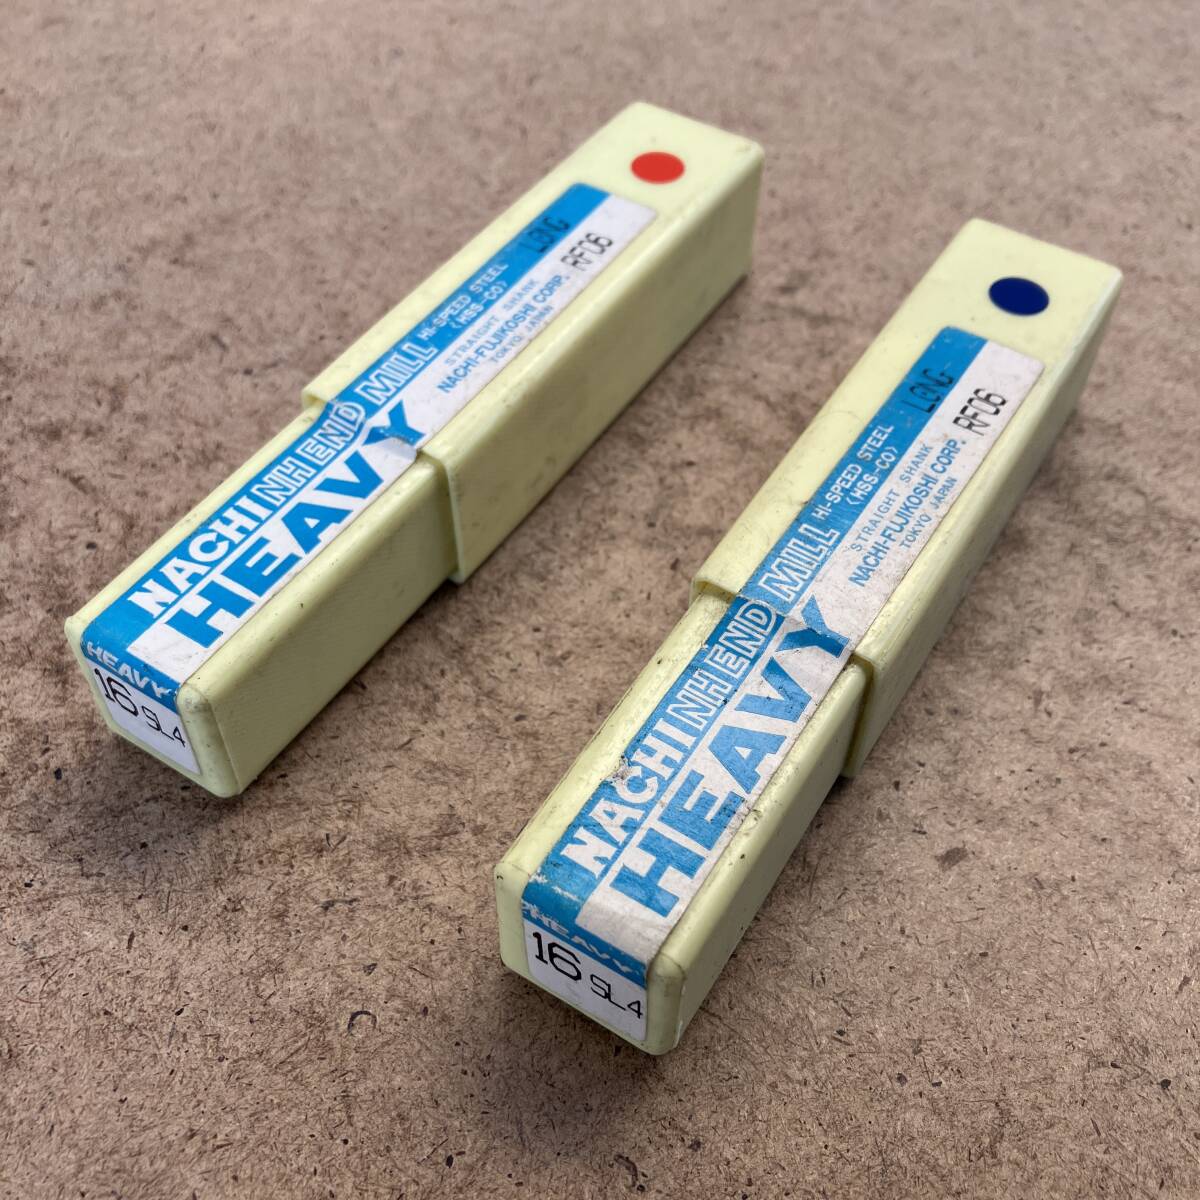 NACHI NH END MILL
HEAVY
HI-SPEED STEEL
(HSS-CO)
LONG
STRAIGHT SHANK
NACHI-FUJIKOSHI CORP.
TOKYO JAPAN
RF06
HEAVY
16 SL4
NACHI NH END MILL
HEAVY
HI-SPEED STEEL
(HSS-CO)
LONG
STRAIGHT SHANK
NACHI-FUJIKOSHI CORP.
TOKYO JAPAN
RF06
HEAVY
16 SL4